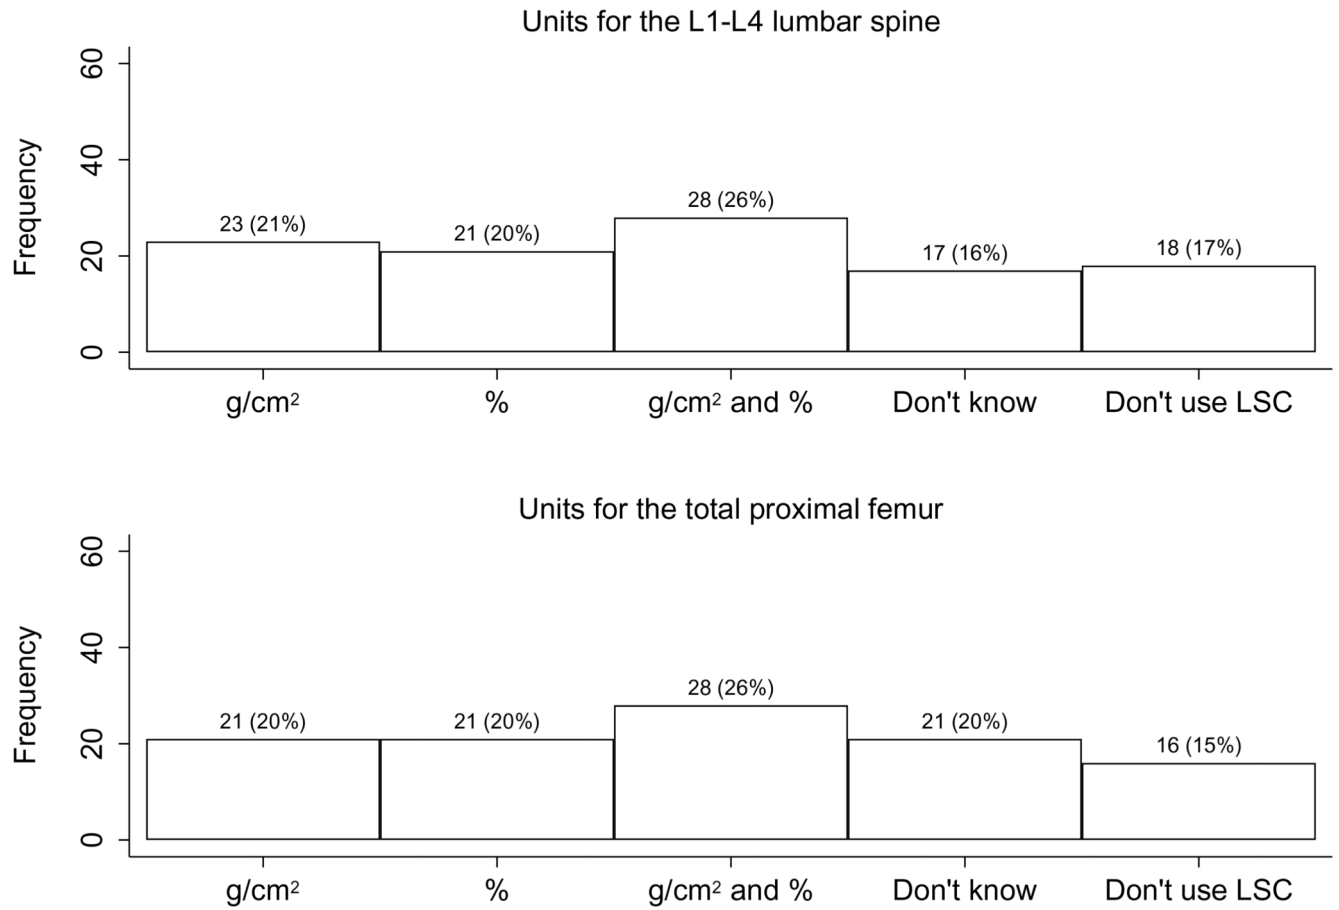 Units for the L1-L4 lumbar spine
Frequency
60
40
20
0
23 (21%)
21 (20%)
28 (26%)
17 (16%)
18 (17%)
g/cm²
%
g/cm² and %
Don't know
Don't use LSC
Units for the total proximal femur
Frequency
60
40
20
0
21 (20%)
21 (20%)
28 (26%)
21 (20%)
16 (15%)
g/cm²
%
g/cm² and %
Don't know
Don't use LSC